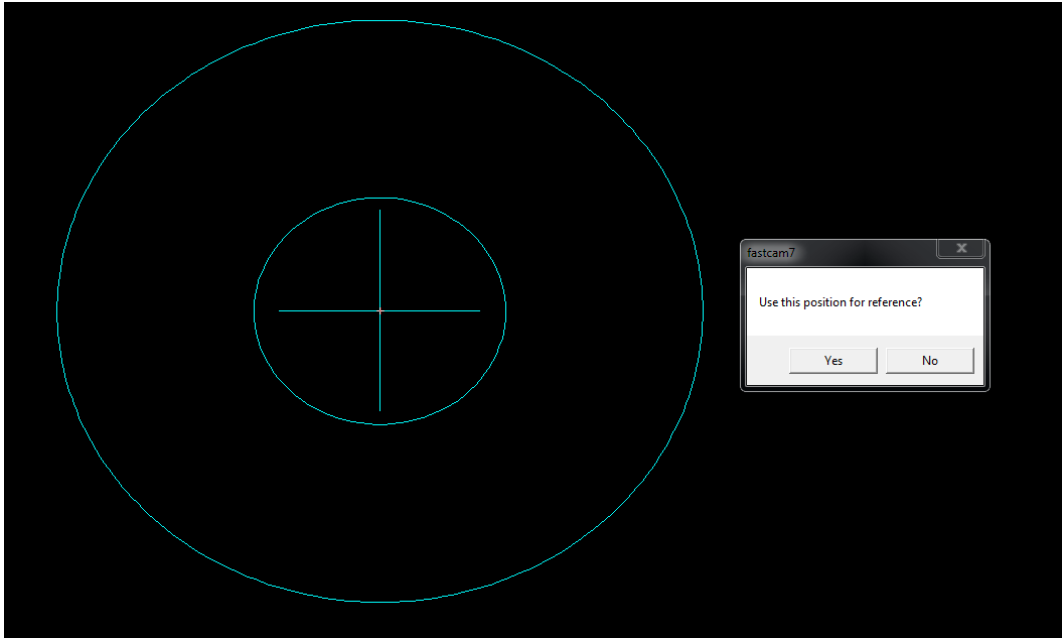 fastcam7
Use this position for reference?
Yes No